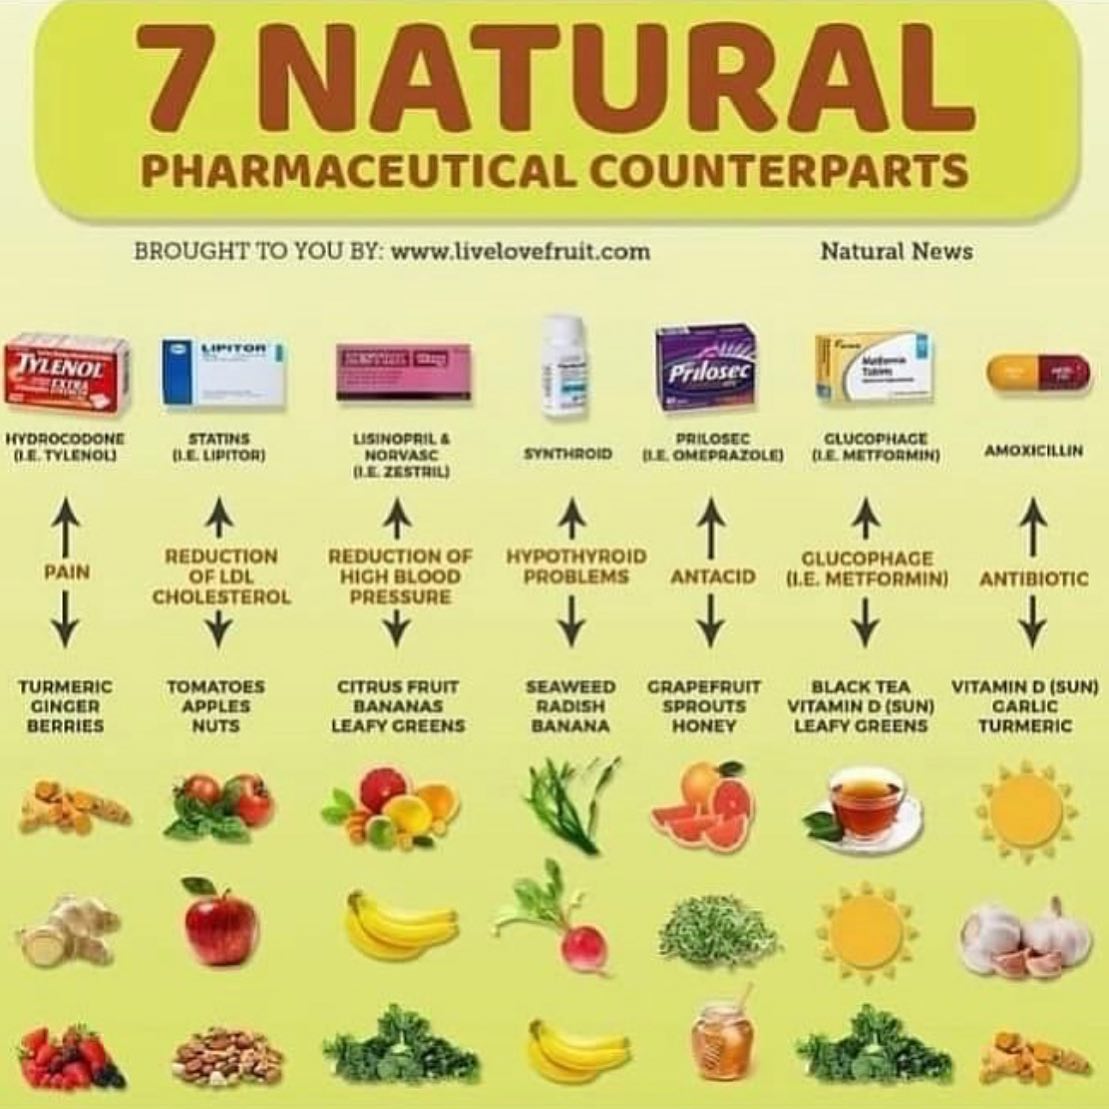 7 NATURAL
PHARMACEUTICAL COUNTERPARTS
BROUGHT TO YOU BY: www.livelovefruit.com
Natural News
TYLENOL
EXTRA
LIPITOR
ZESTRIL
Prilosec
Metformin
Tablets
HYDROCODONE
(I.E. TYLENOL)
STATINS
(I.E. LIPITOR)
LISINOPRIL &
NORVASC
(I.E. ZESTRIL)
SYNTHROID
PRILOSEC
(I.E. OMEPRAZOLE)
GLUCOPHAGE
(I.E. METFORMIN)
AMOXICILLIN
PAIN
REDUCTION
OF LDL
CHOLESTEROL
REDUCTION OF
HIGH BLOOD
PRESSURE
HYPOTHYROID
PROBLEMS
ANTACID
GLUCOPHAGE
(I.E. METFORMIN)
ANTIBIOTIC
TURMERIC
GINGER
BERRIES
TOMATOES
APPLES
NUTS
CITRUS FRUIT
BANANAS
LEAFY GREENS
SEAWEED
RADISH
BANANA
GRAPEFRUIT
SPROUTS
HONEY
BLACK TEA
VITAMIN D (SUN)
LEAFY GREENS
VITAMIN D (SUN)
GARLIC
TURMERIC